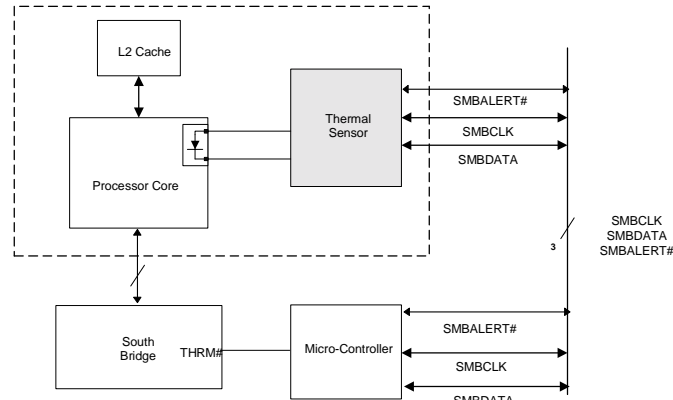 L2 Cache
Thermal
Sensor
SMBALERT#
SMBCLK
SMBDATA
Processor Core
3
SMBCLK
SMBDATA
SMBALERT#
South
Bridge
THRM#
Micro-Controller
SMBALERT#
SMBCLK
SMBDATA